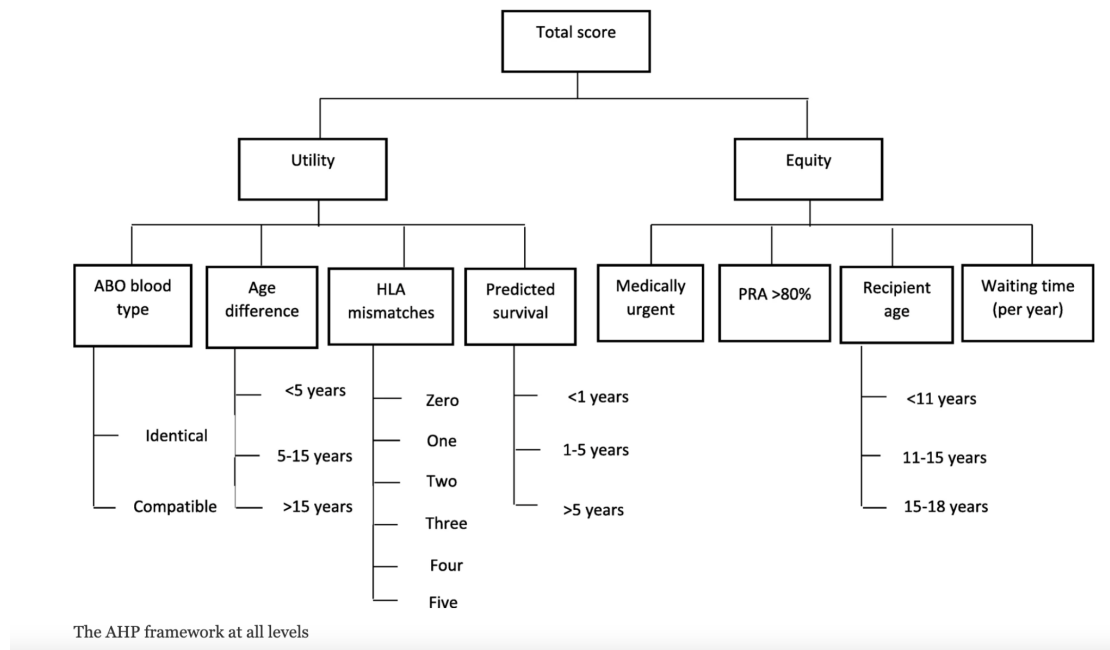 Total score
Utility
Equity
ABO blood
type
Age
difference
HLA
mismatches
Predicted
survival
Medically
urgent
PRA >80%
Recipient
age
Waiting time
(per year)
Identical
Compatible
<5 years
5-15 years
>15 years
Zero
One
Two
Three
Four
Five
<1 years
1-5 years
>5 years
<11 years
11-15 years
15-18 years
The AHP framework at all levels